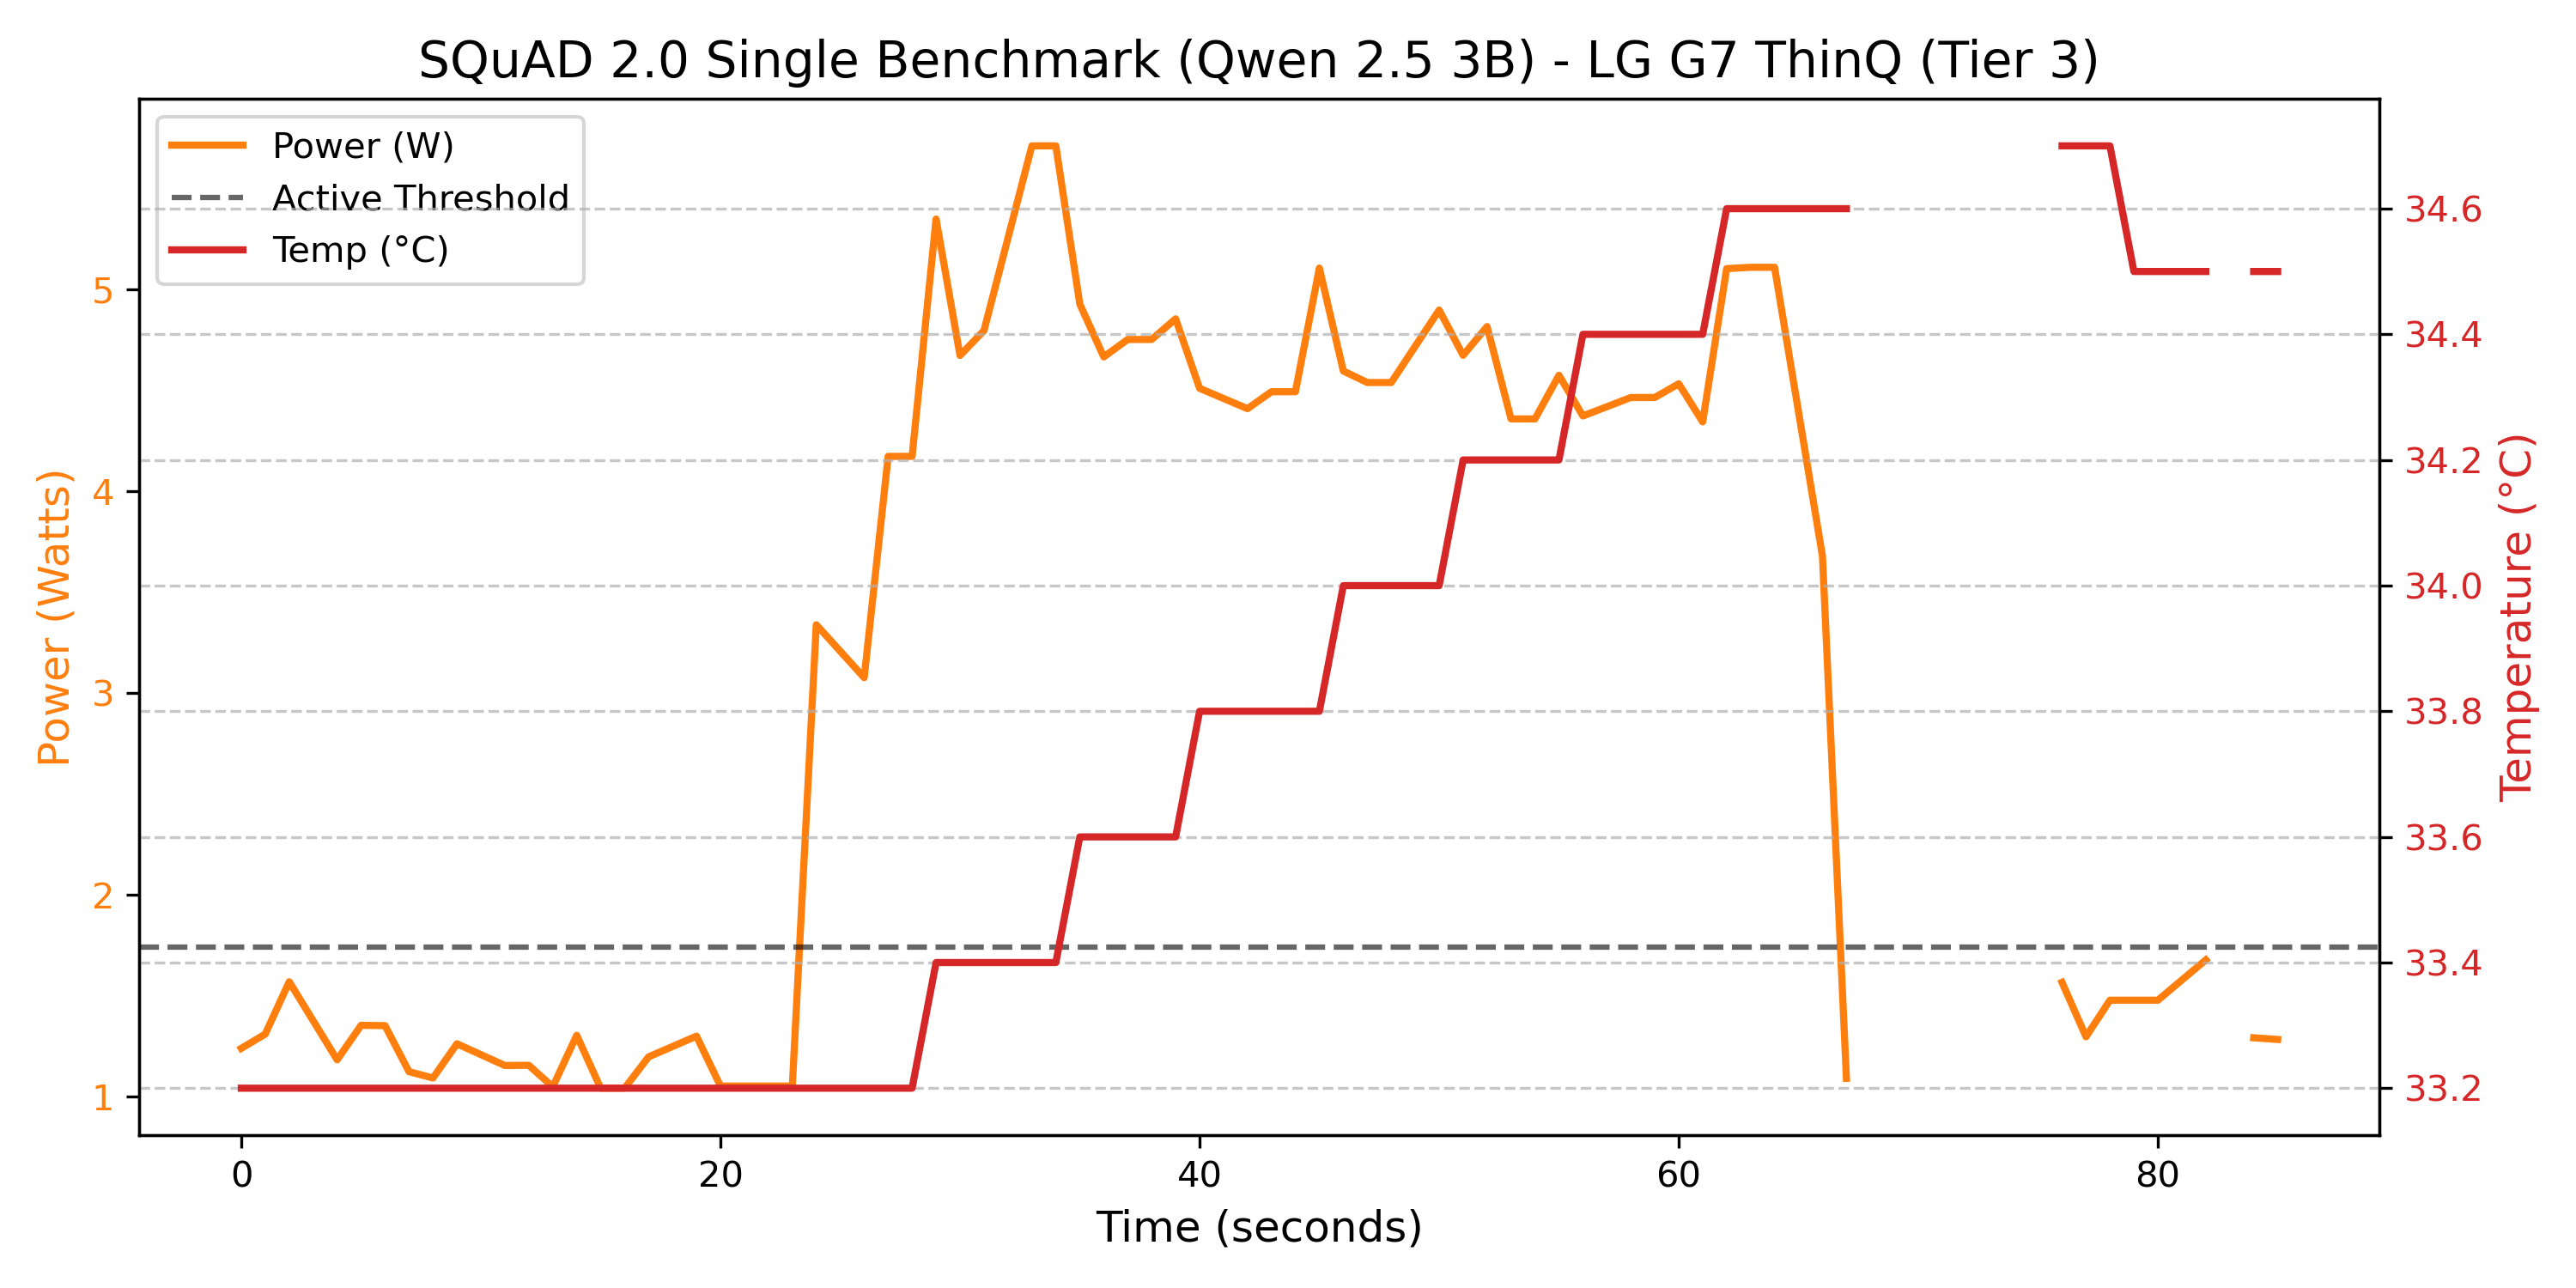 SQuAD 2.0 Single Benchmark (Qwen 2.5 3B) - LG G7 ThinQ (Tier 3)
Power (W)
Active Threshold
Temp (°C)
Power (Watts)
5
4
3
2
1
34.6
34.4
34.2
34.0
33.8
33.6
33.4
33.2
Temperature (°C)
0 20 40 60 80
Time (seconds)